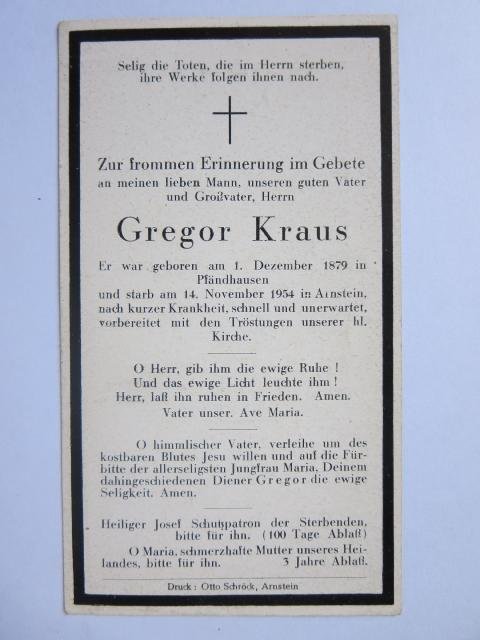 Selig die Toten, die im Herrn sterben,
ihre Werke folgen ihnen nach.
Zur frommen Erinnerung im Gebete
an meinen lieben Mann, unseren guten Vater
und Großvater, Herrn
Gregor Kraus
Er war geboren am 1. Dezember 1879 in
Pfändhausen
und starb am 14. November 1954 in Arnstein,
nach kurzer Krankheit, schnell und unerwartet,
vorbereitet mit den Tröstungen unserer hl.
Kirche.
O Herr, gib ihm die ewige Ruhe !
Und das ewige Licht leuchte ihm !
Herr, laß ihn ruhen in Frieden. Amen.
Vater unser. Ave Maria.
O himmlischer Vater, verleihe um des
kostbaren Blutes Jesu willen und auf die Für-
bitte der allerseligsten Jungfrau Maria, Deinem
dahingeschiedenen Diener Gregor die ewige
Seligkeit. Amen.
Heiliger Josef Schutspatron der Sterbenden,
bitte für ihn. (100 Tage Ablaß)
O Maria, schmerzhafte Mutter unseres Hei-
landes, bitte für ihn. 3 Jahre Ablaß.
Druck : Otto Schröck, Arnstein